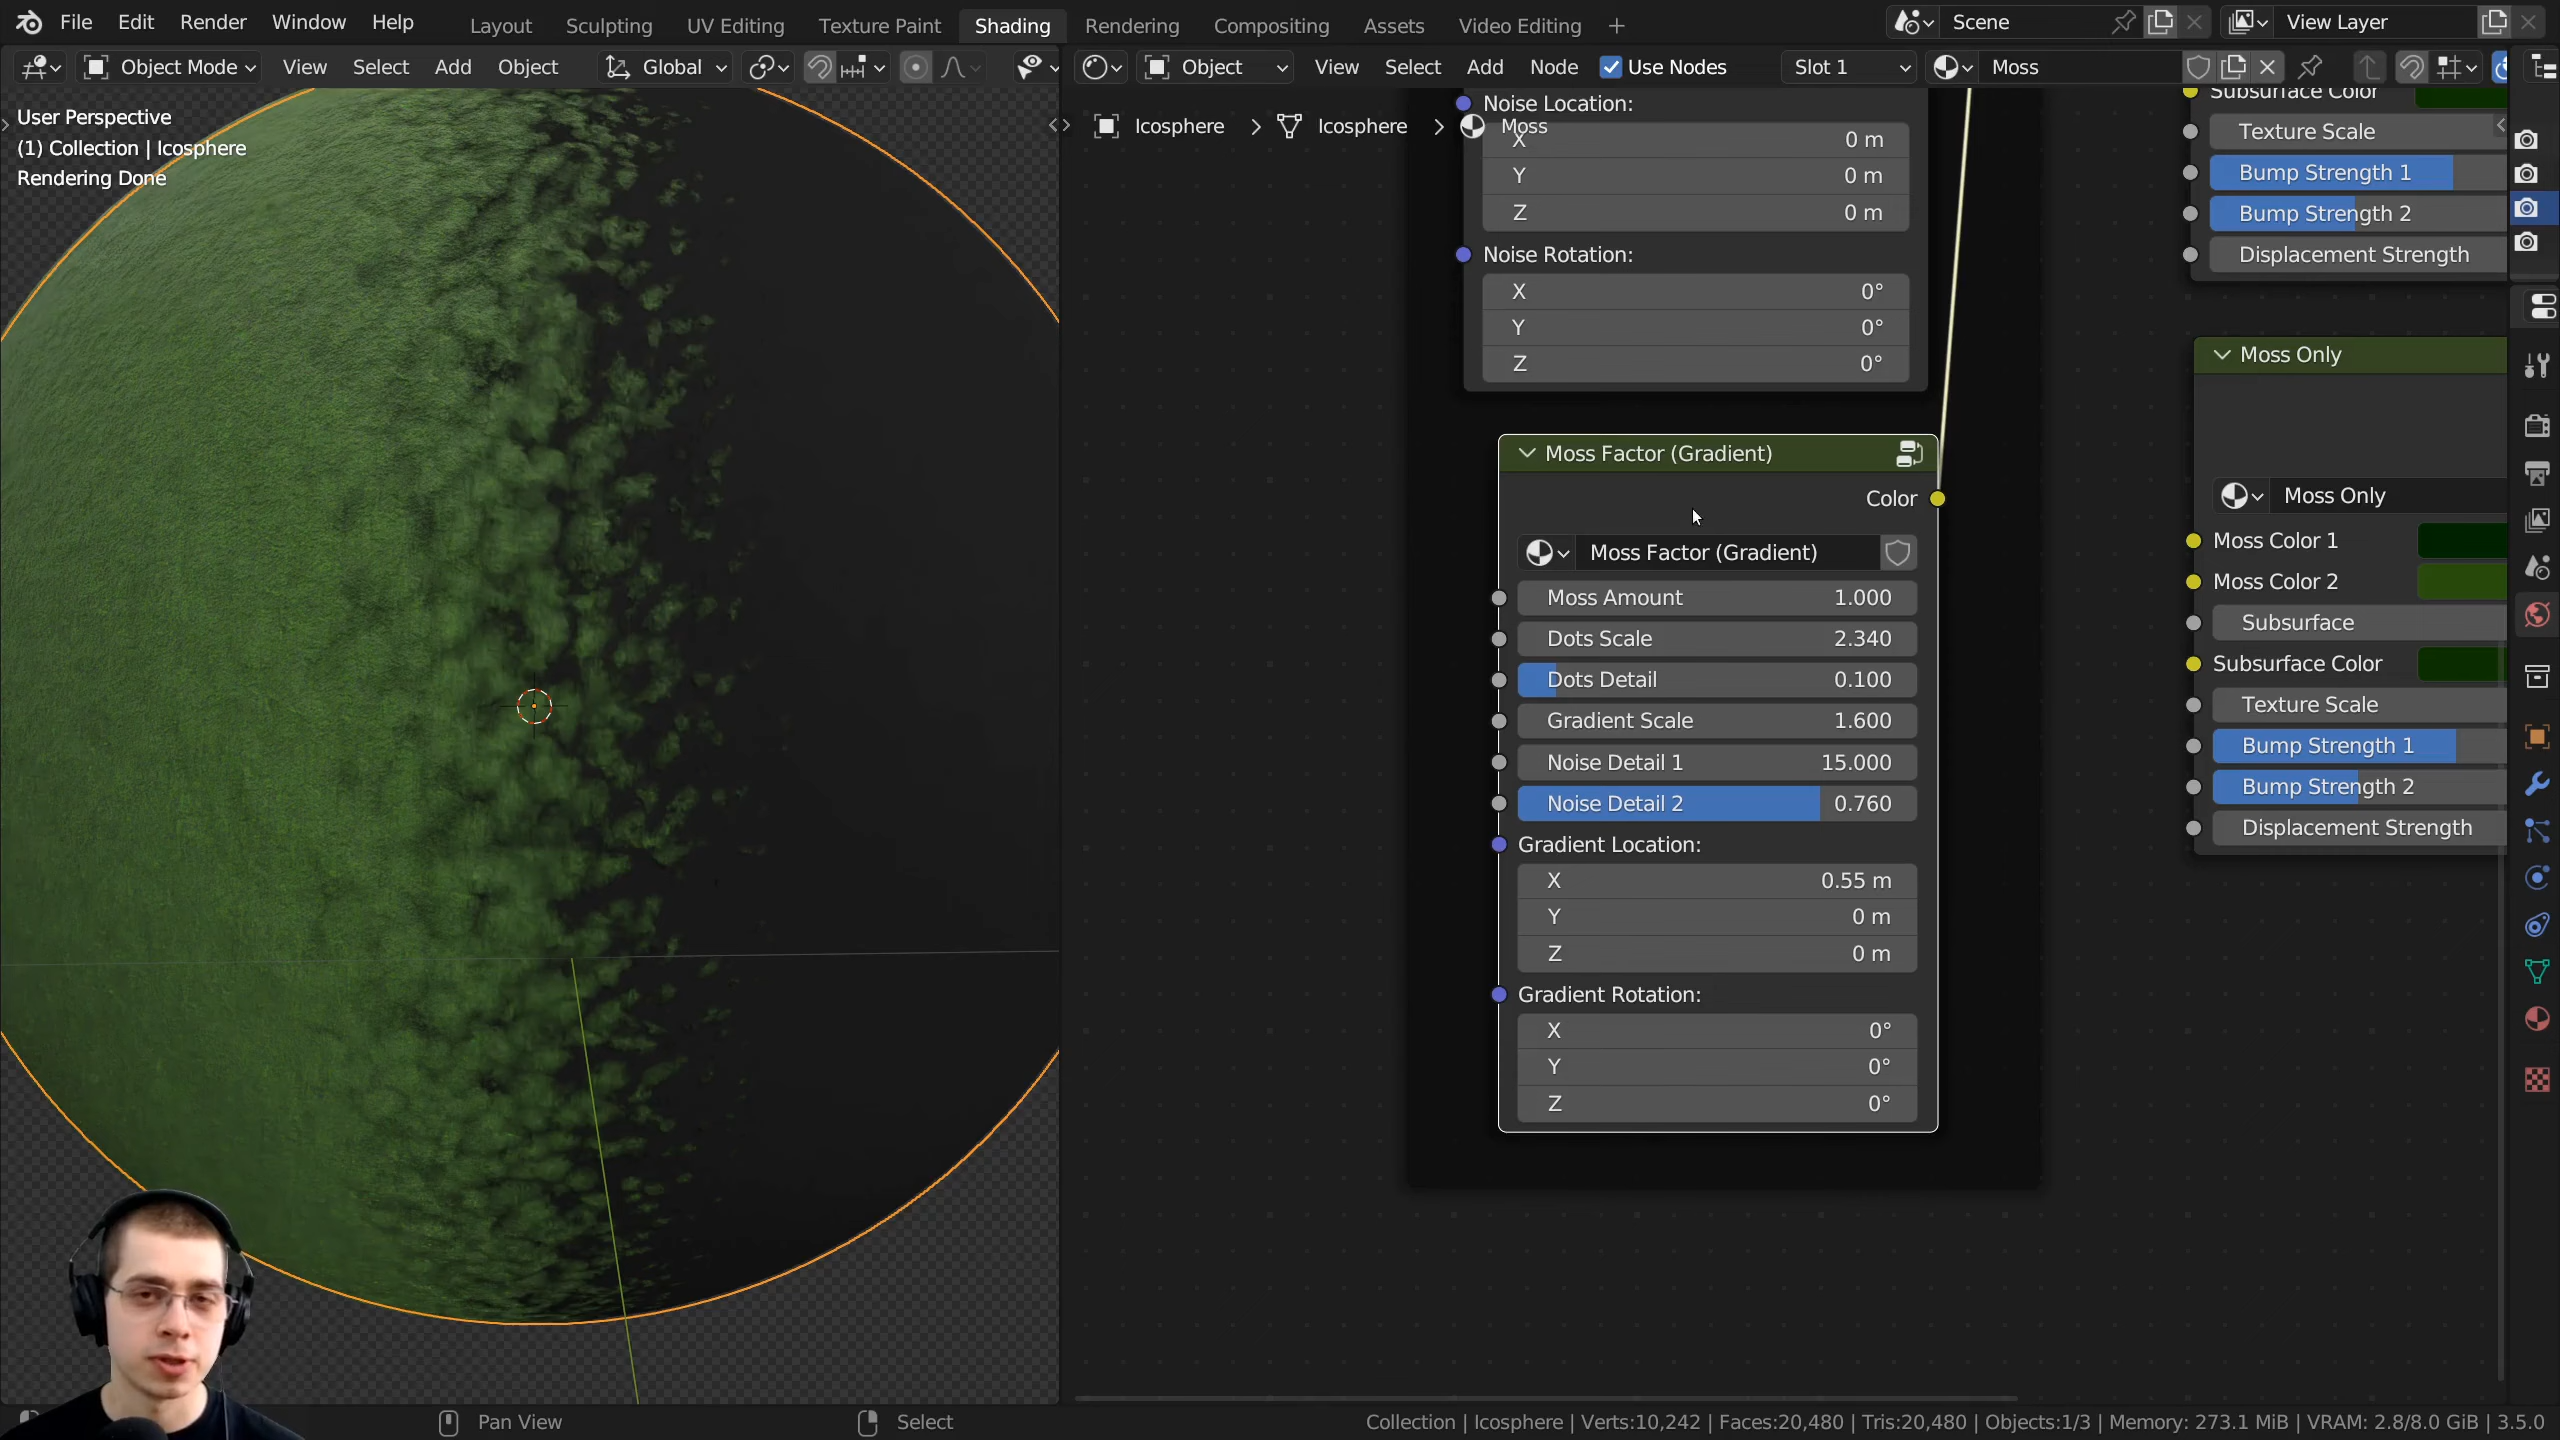 File Edit Render Window Help Layout Sculpting UV Editing Texture Paint Shading Rendering Compositing Assets Video Editing + Scene View Layer
Object Mode View Select Add Object Global Object View Select Add Node Use Nodes Slot 1 Moss
User Perspective
(1) Collection | Icosphere
Rendering Done
Icosphere > Icosphere > Moss
Noise Location:
X 0 m
Y 0 m
Z 0 m
Noise Rotation:
X 0°
Y 0°
Z 0°
Moss Factor (Gradient)
Color
Moss Factor (Gradient)
Moss Amount 1.000
Dots Scale 2.340
Dots Detail 0.100
Gradient Scale 1.600
Noise Detail 1 15.000
Noise Detail 2 0.760
Gradient Location:
X 0.55 m
Y 0 m
Z 0 m
Gradient Rotation:
X 0°
Y 0°
Z 0°
Subsurface Color
Texture Scale
Bump Strength 1
Bump Strength 2
Displacement Strength
Moss Only
Moss Only
Moss Color 1
Moss Color 2
Subsurface
Subsurface Color
Texture Scale
Bump Strength 1
Bump Strength 2
Displacement Strength
Pan View Select Collection | Icosphere | Verts:10,242 | Faces:20,480 | Tris:20,480 | Objects:1/3 | Memory: 273.1 MiB | VRAM: 2.8/8.0 GiB | 3.5.0